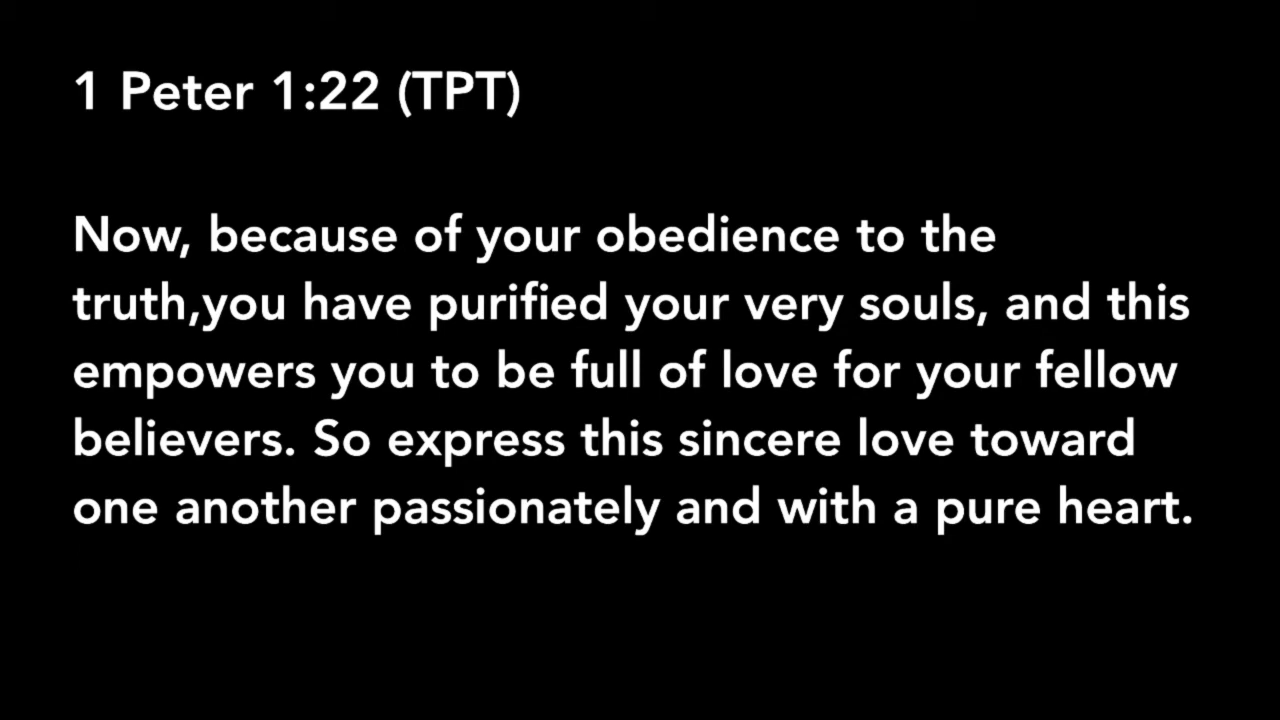 1 Peter 1:22 (TPT)
Now, because of your obedience to the
truth,you have purified your very souls, and this
empowers you to be full of love for your fellow
believers. So express this sincere love toward
one another passionately and with a pure heart.